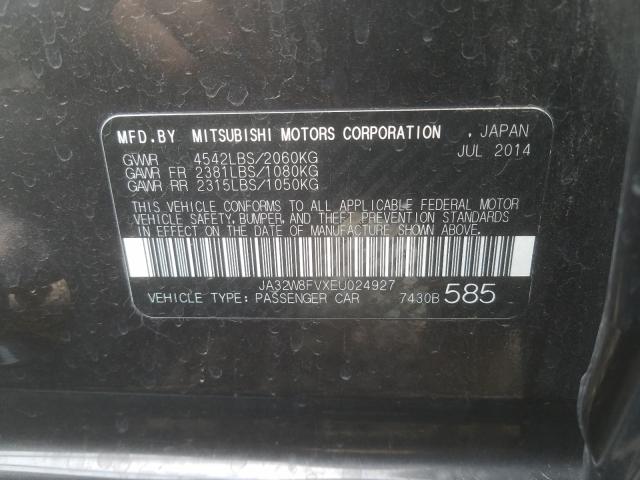 MFD.BY MITSUBISHI MOTORS CORPORATION , JAPAN
JUL 2014
GVWR 4542LBS/2060KG
GAWR FR 2381LBS/1080KG
GAWR RR 2315LBS/1050KG
THIS VEHICLE CONFORMS TO ALL APPLICABLE FEDERAL MOTOR
VEHICLE SAFETY, BUMPER, AND THEFT PREVENTION STANDARDS
IN EFFECT ON THE DATE OF MANUFACTURE SHOWN ABOVE.
JA32W8FVXEU024927
VEHICLE TYPE: PASSENGER CAR 7430B 585